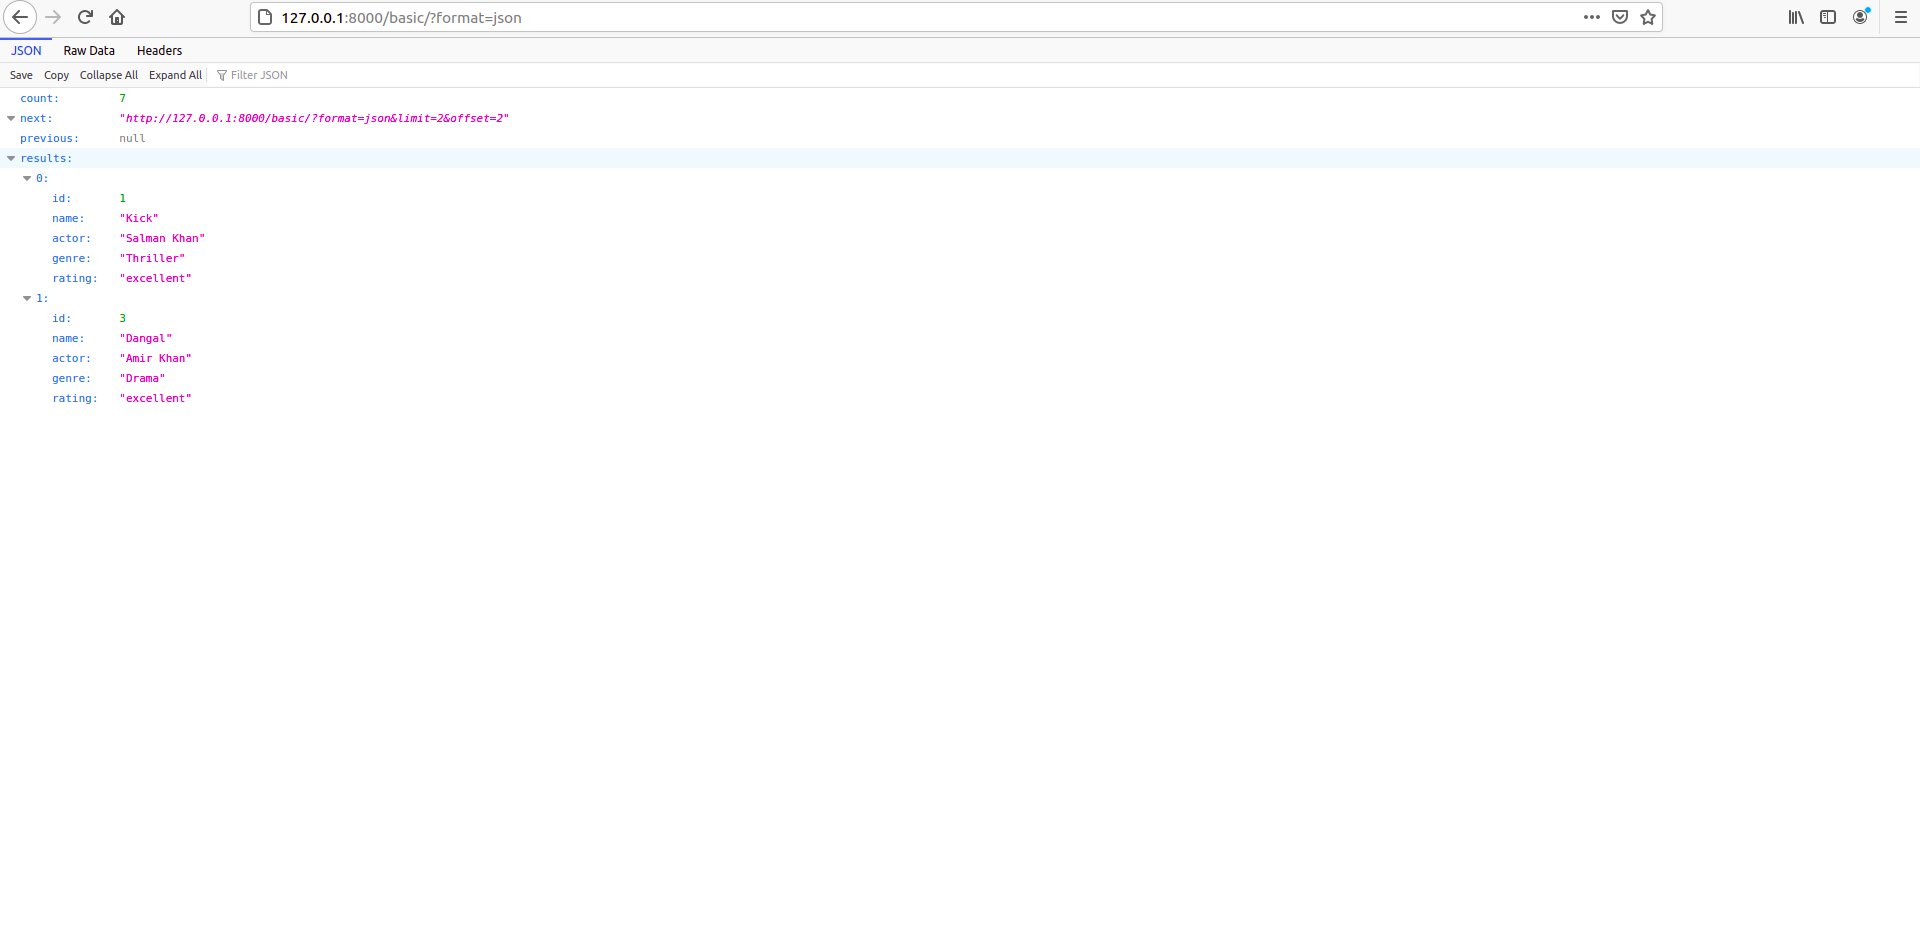 127.0.0.1:8000/basic/?format=json
JSON Raw Data Headers
Save Copy Collapse All Expand All Filter JSON
count: 7
next: "http://127.0.0.1:8000/basic/?format=json&limit=2&offset=2"
previous: null
results:
0:
id: 1
name: "Kick"
actor: "Salman Khan"
genre: "Thriller"
rating: "excellent"
1:
id: 3
name: "Dangal"
actor: "Amir Khan"
genre: "Drama"
rating: "excellent"